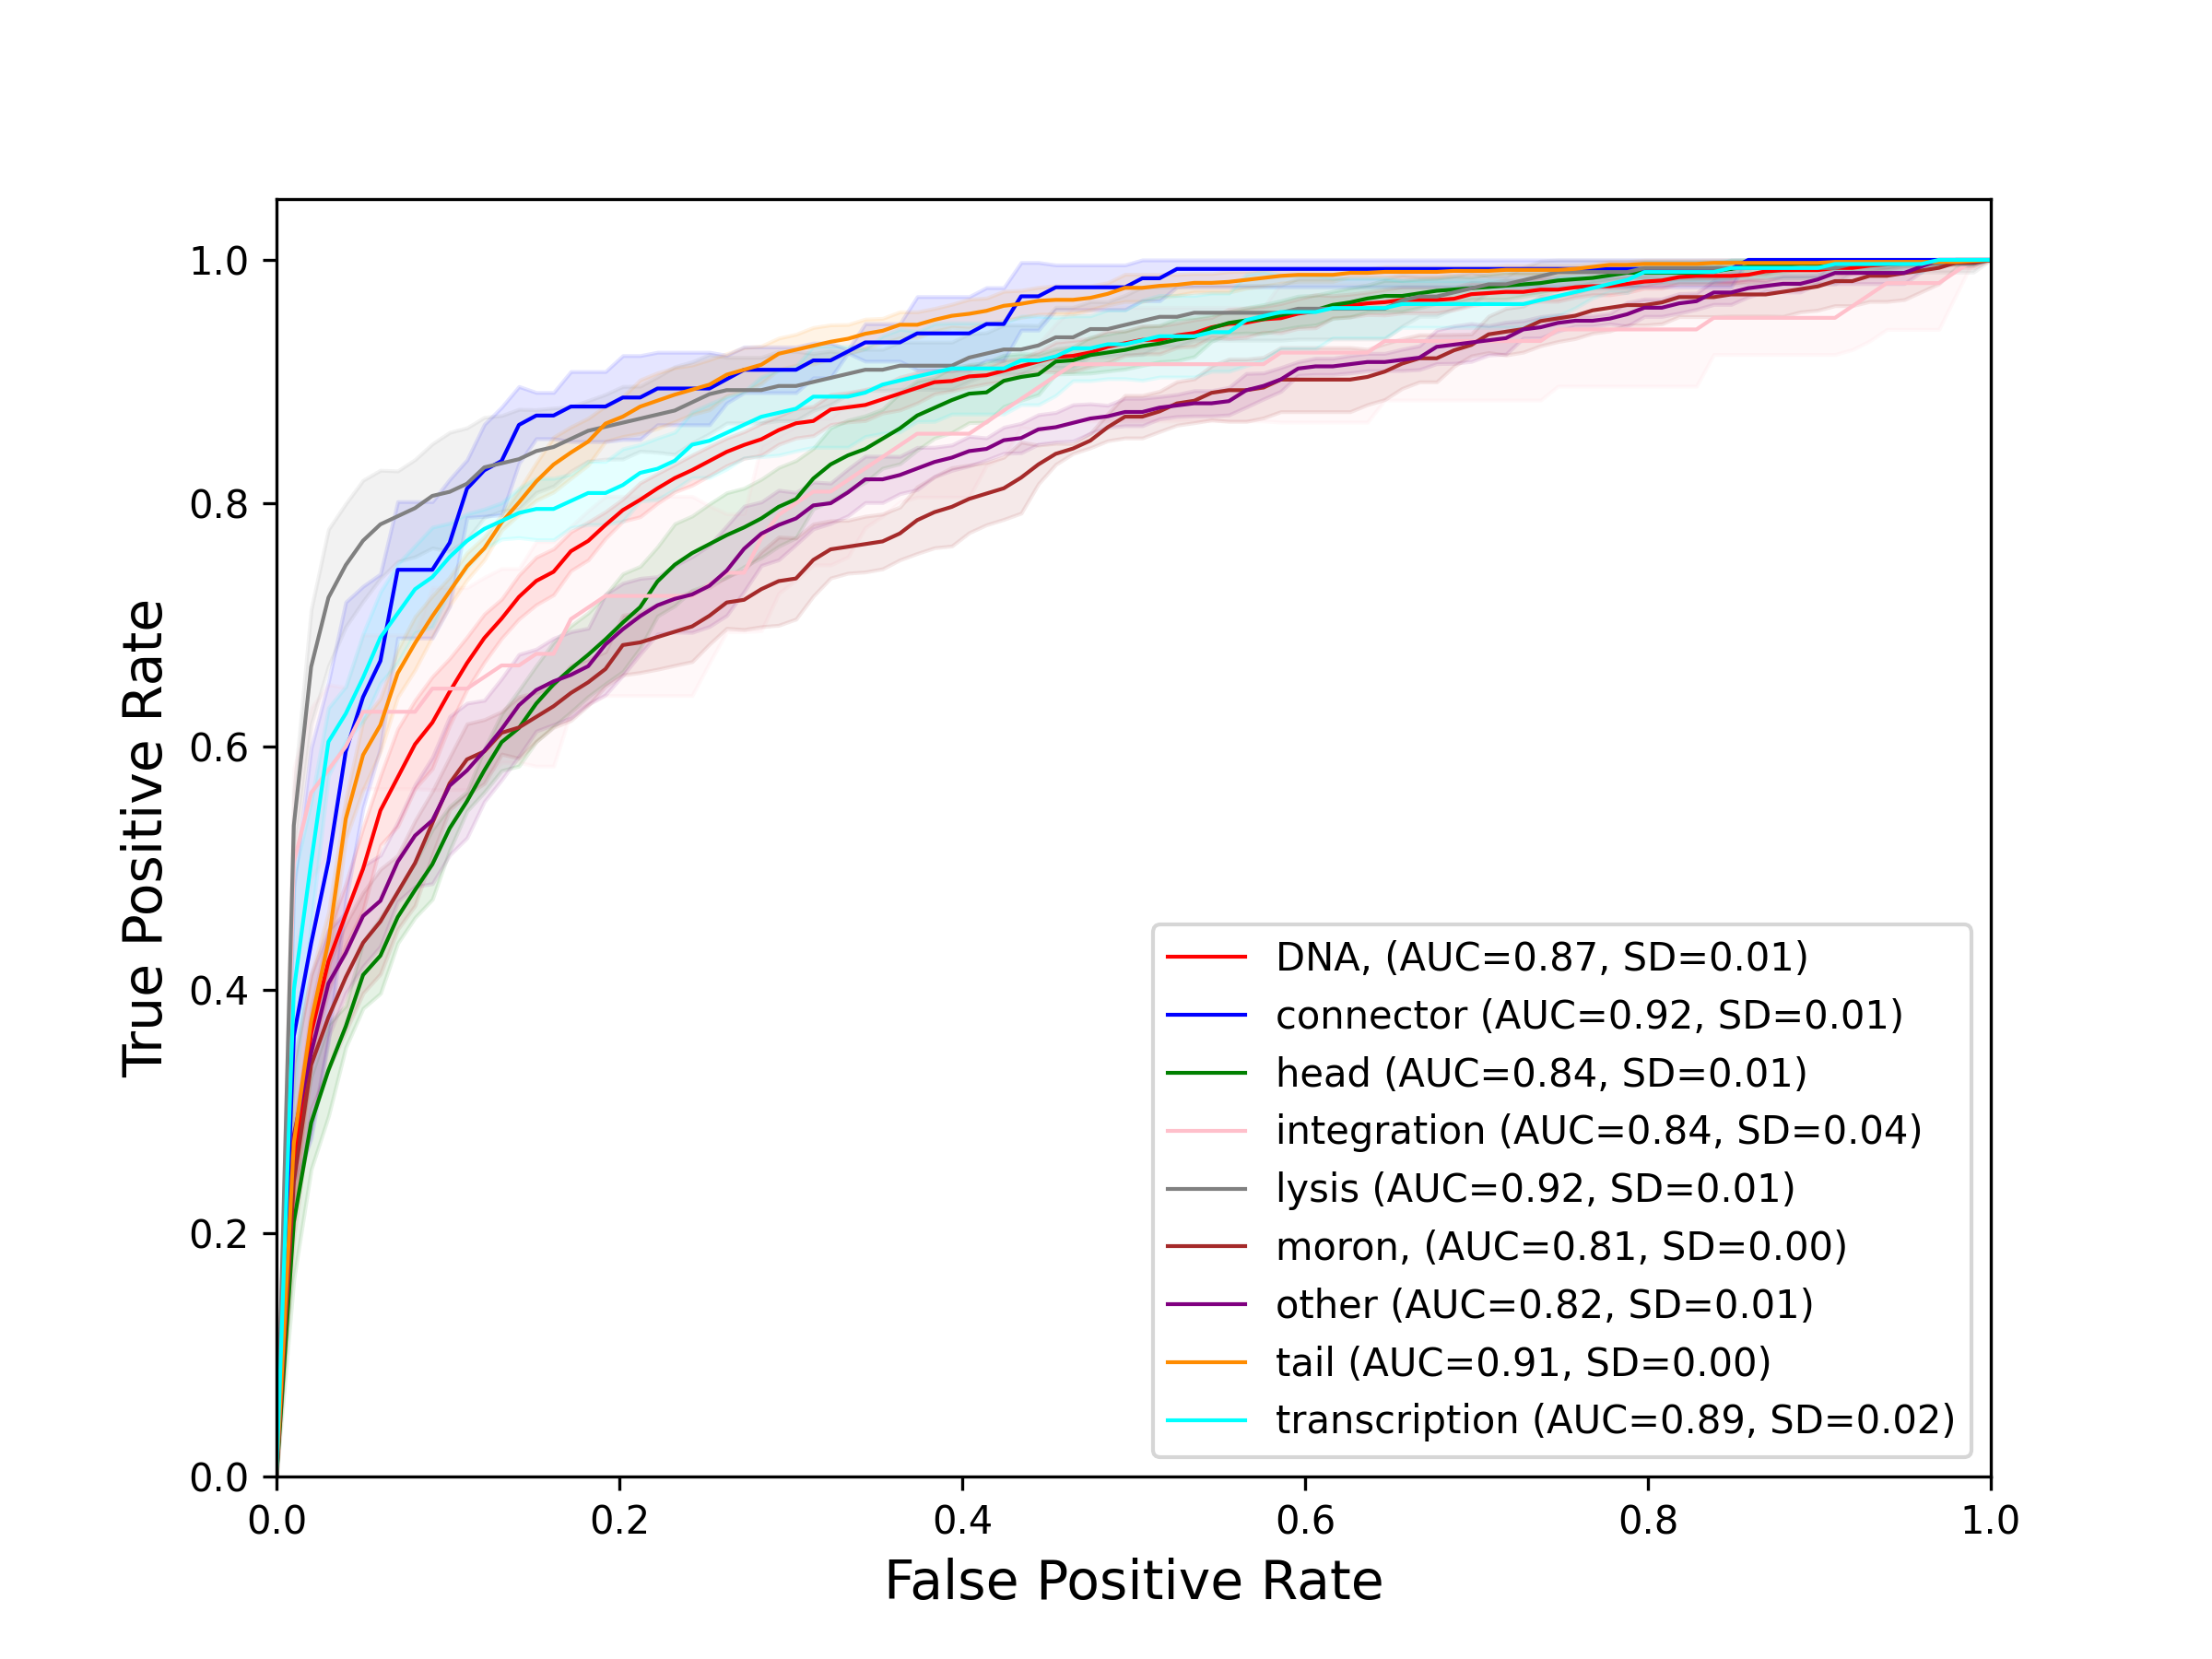 1.0
0.8
0.6
0.4
0.2
0.0
True Positive Rate
DNA, (AUC=0.87, SD=0.01)
connector (AUC=0.92, SD=0.01)
head (AUC=0.84, SD=0.01)
integration (AUC=0.84, SD=0.04)
lysis (AUC=0.92, SD=0.01)
moron, (AUC=0.81, SD=0.00)
other (AUC=0.82, SD=0.01)
tail (AUC=0.91, SD=0.00)
transcription (AUC=0.89, SD=0.02)
0.0 0.2 0.4 0.6 0.8 1.0
False Positive Rate